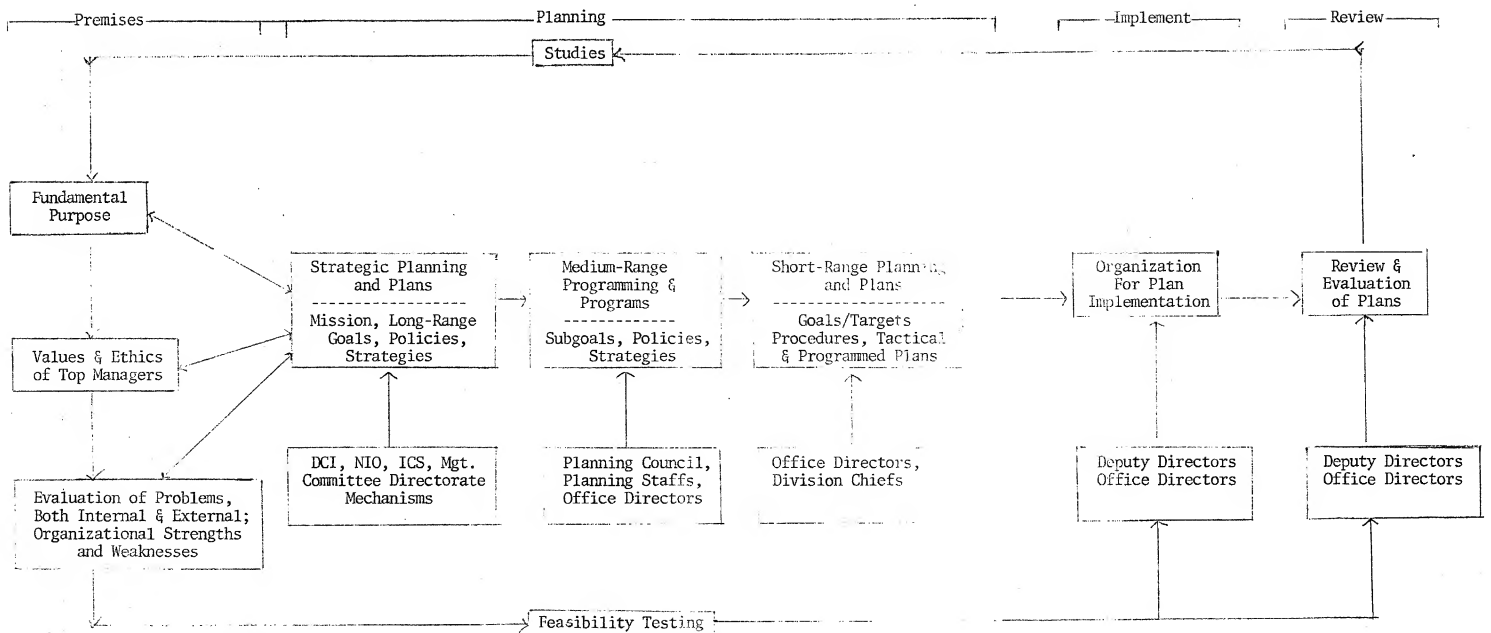 Premises
Planning
Implement
Review
Studies
Fundamental
Purpose
Values & Ethics
of Top Managers
Evaluation of Problems,
Both Internal & External;
Organizational Strengths
and Weaknesses
Strategic Planning
and Plans
Mission, Long-Range
Goals, Policies,
Strategies
DCI, NIO, ICS, Mgt.
Committee Directorate
Mechanisms
Medium-Range
Programming &
Programs
Subgoals, Policies,
Strategies
Planning Council,
Planning Staffs,
Office Directors
Short-Range Planning
and Plans
Goals/Targets
Procedures, Tactical
& Programmed Plans
Office Directors,
Division Chiefs
Organization
For Plan
Implementation
Deputy Directors
Office Directors
Review &
Evaluation
of Plans
Deputy Directors
Office Directors
Feasibility Testing